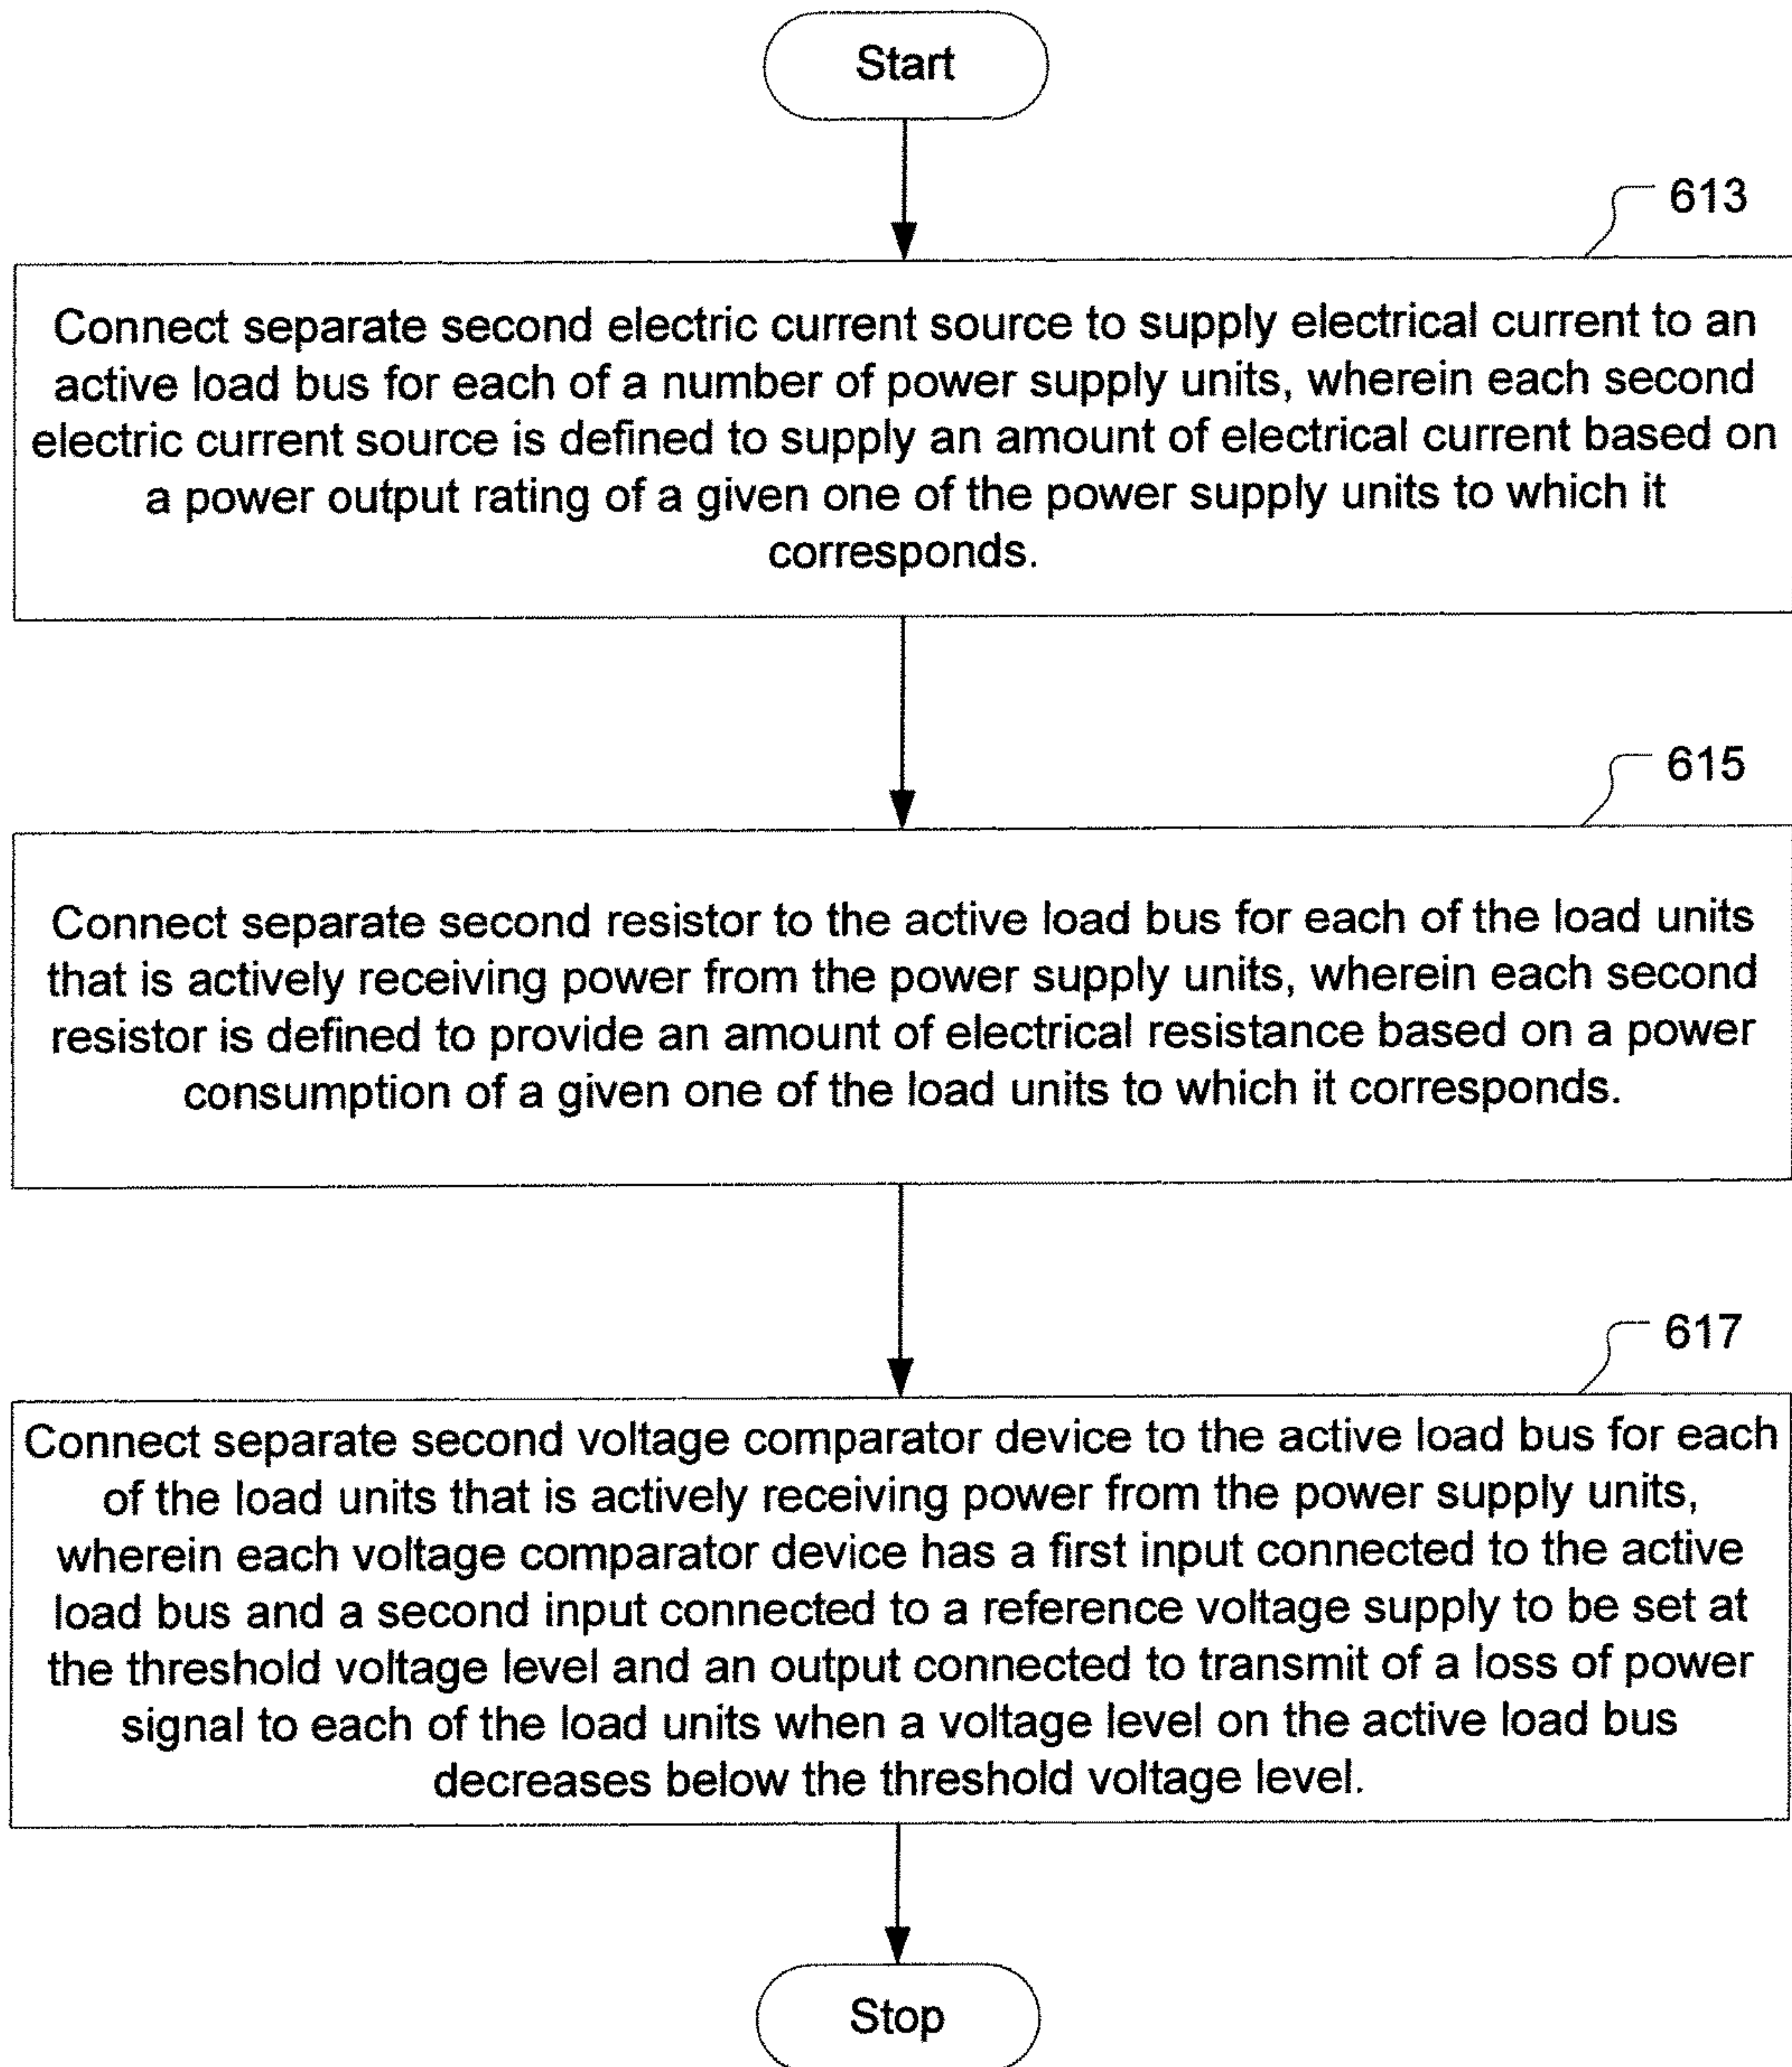 Start
613
Connect separate second electric current source to supply electrical current to an
active load bus for each of a number of power supply units, wherein each second
electric current source is defined to supply an amount of electrical current based on
a power output rating of a given one of the power supply units to which it
corresponds.
615
Connect separate second resistor to the active load bus for each of the load units
that is actively receiving power from the power supply units, wherein each second
resistor is defined to provide an amount of electrical resistance based on a power
consumption of a given one of the load units to which it corresponds.
617
Connect separate second voltage comparator device to the active load bus for each
of the load units that is actively receiving power from the power supply units,
wherein each voltage comparator device has a first input connected to the active
load bus and a second input connected to a reference voltage supply to be set at
the threshold voltage level and an output connected to transmit of a loss of power
signal to each of the load units when a voltage level on the active load bus
decreases below the threshold voltage level.
Stop